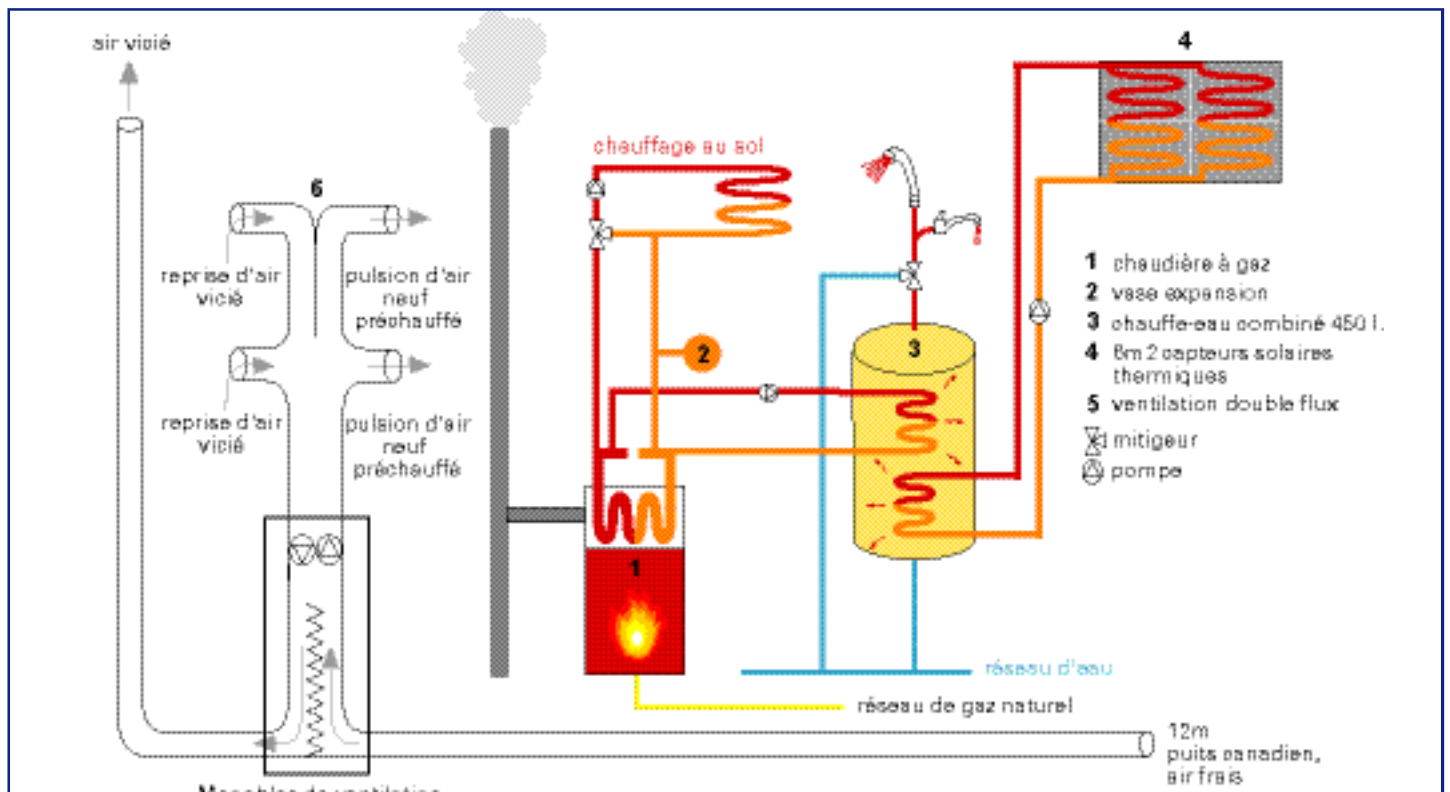 air vicié
4
chauffage au sol
6
reprise d'air
vicié
pulsion d'air
neuf
préchauffé
1 chaudière à gaz
2 vase expansion
3 chauffe-eau combiné 450 l.
4 6m2 capteurs solaires
thermiques
5 ventilation double flux
mitigeur
pompe
2
3
reprise d'air
vicié
pulsion d'air
neuf
préchauffé
1
réseau d'eau
réseau de gaz naturel
12m
puits canadien,
air frais
de ventilation